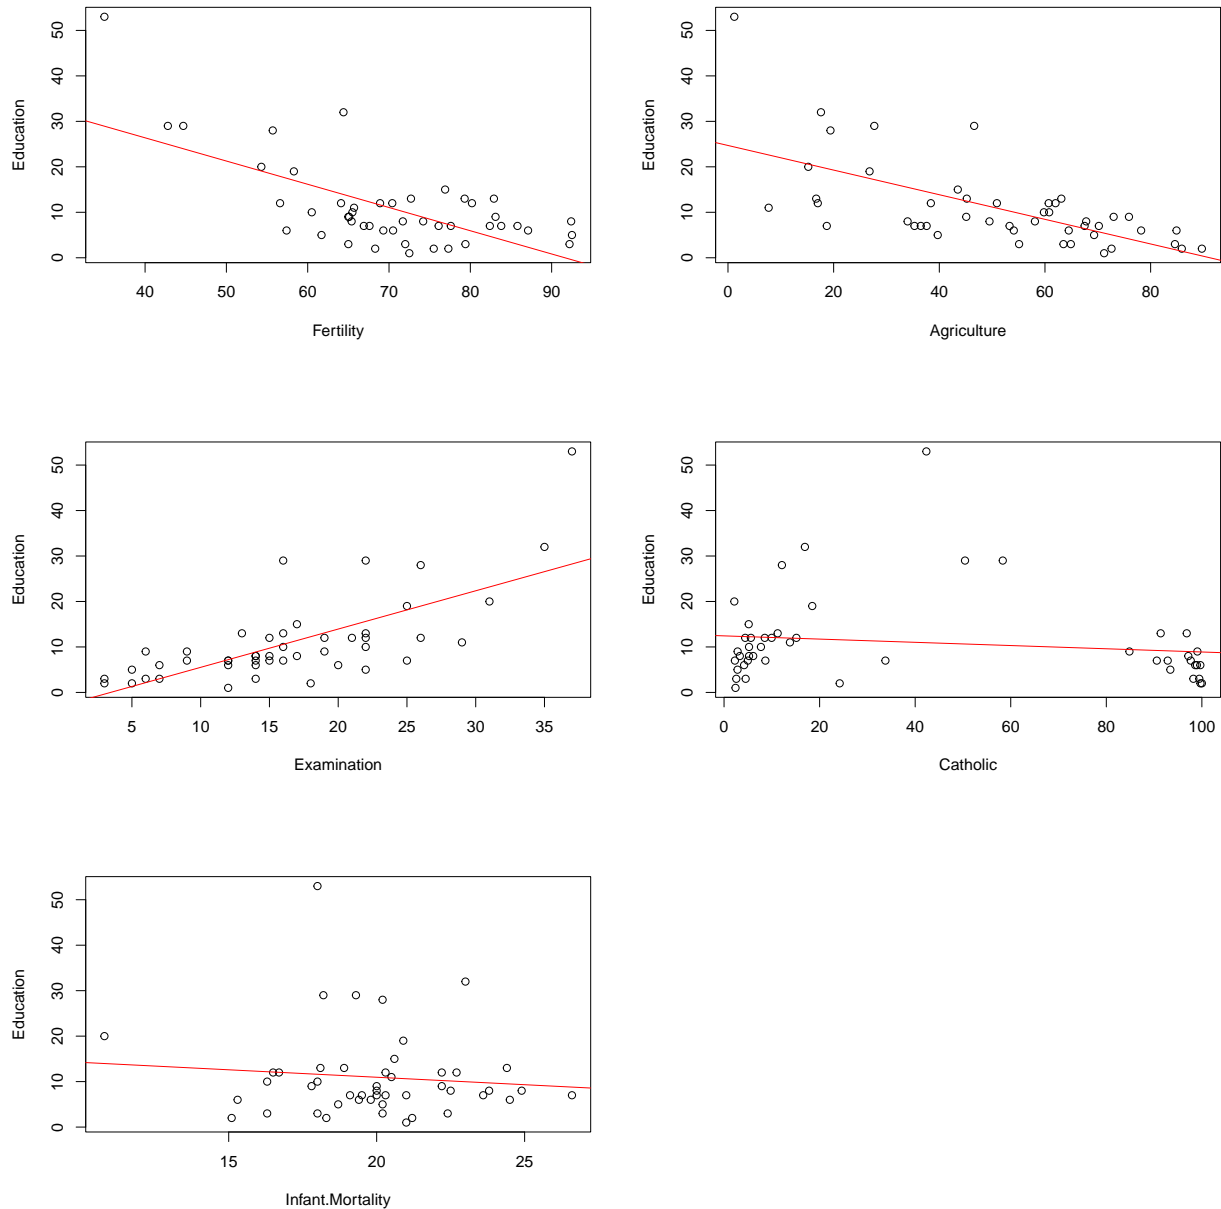 Education
0 10 20 30 40 50
40 50 60 70 80 90
Fertility
Education
0 10 20 30 40 50
0 20 40 60 80
Agriculture
Education
0 10 20 30 40 50
5 10 15 20 25 30 35
Examination
Education
0 10 20 30 40 50
0 20 40 60 80 100
Catholic
Education
0 10 20 30 40 50
15 20 25
Infant.Mortality